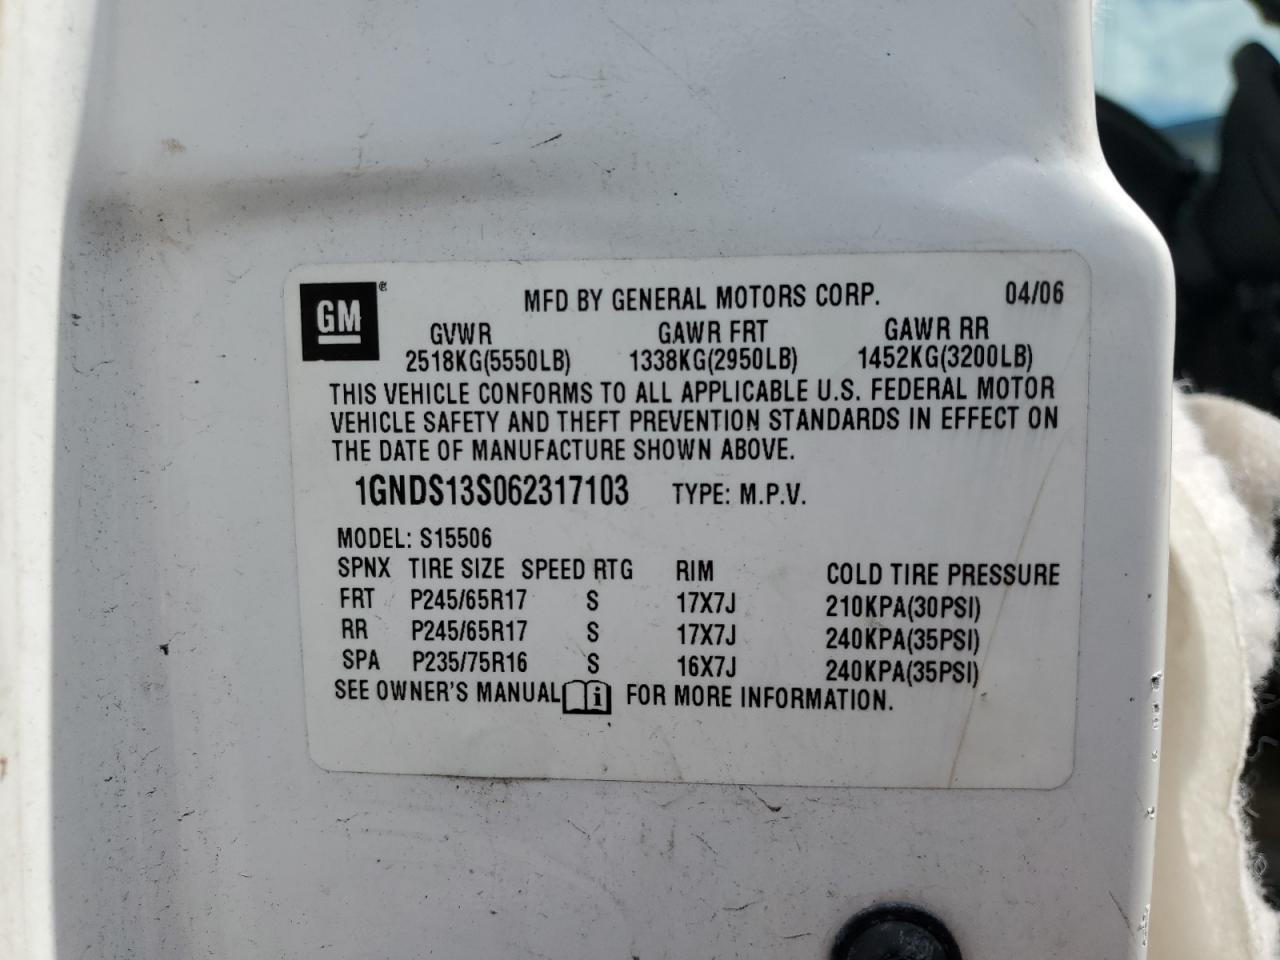 GM® MFD BY GENERAL MOTORS CORP. 04/06
GVWR GAWR FRT GAWR RR
2518KG(5550LB) 1338KG(2950LB) 1452KG(3200LB)
THIS VEHICLE CONFORMS TO ALL APPLICABLE U.S. FEDERAL MOTOR
VEHICLE SAFETY AND THEFT PREVENTION STANDARDS IN EFFECT ON
THE DATE OF MANUFACTURE SHOWN ABOVE.
1GNDS13S062317103 TYPE: M.P.V.
MODEL: S15506
SPNX TIRE SIZE SPEED RTG RIM COLD TIRE PRESSURE
FRT P245/65R17 S 17X7J 210KPA(30PSI)
RR P245/65R17 S 17X7J 240KPA(35PSI)
SPA P235/75R16 S 16X7J 240KPA(35PSI)
SEE OWNER'S MANUAL i FOR MORE INFORMATION.